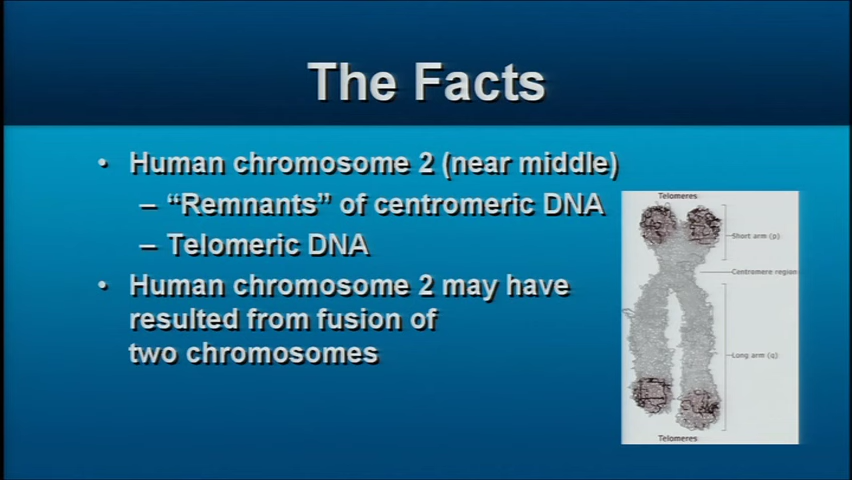 The Facts
• Human chromosome 2 (near middle)
– “Remnants” of centromeric DNA
– Telomeric DNA
• Human chromosome 2 may have
resulted from fusion of
two chromosomes
Telomeres
Short arm (p)
Centromere region
Long arm (q)
Telomeres